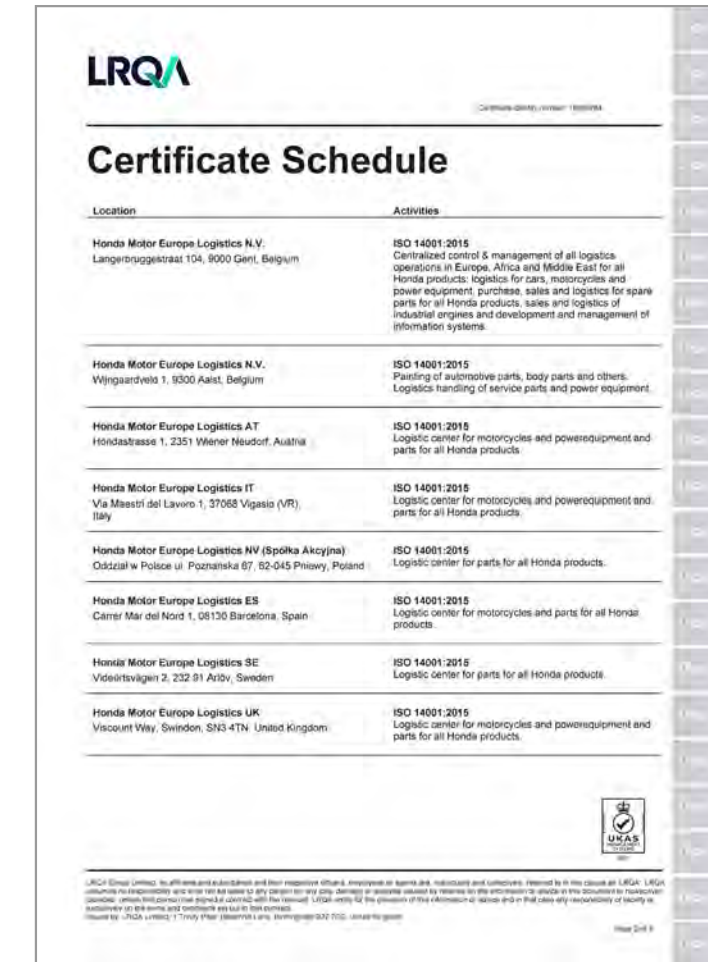 LRQA
Certificate Schedule
Location Activities
Honda Motor Europe Logistics N.V. ISO 14001:2015
Langerbruggestraat 104, 9000 Gent, Belgium Centralized control & management of all logistics
operations in Europe, Africa and Middle East for all
Honda products: logistics for cars, motorcycles and
power equipment, purchase, sales and logistics for spare
parts for all Honda products, sales and logistics of
industrial engines and development and management of
information systems.
Honda Motor Europe Logistics N.V. ISO 14001:2015
Wijngaardveld 1, 9300 Aalst, Belgium Painting of automotive parts, body parts and others.
Logistics handling of service parts and power equipment.
Honda Motor Europe Logistics AT ISO 14001:2015
Hondastrasse 1, 2351 Wiener Neudorf, Austria Logistic center for motorcycles and powerequipment and
parts for all Honda products.
Honda Motor Europe Logistics IT ISO 14001:2015
Via Maestri del Lavoro 1, 37068 Vigasio (VR), Logistic center for motorcycles and powerequipment and
Italy parts for all Honda products.
Honda Motor Europe Logistics NV (Spółka Akcyjna) ISO 14001:2015
Oddział w Polsce ul. Poznańska 67, 62-045 Pniewy, Poland Logistic center for parts for all Honda products.
Honda Motor Europe Logistics ES ISO 14001:2015
Carrer Mar del Nord 1, 08130 Barcelona, Spain Logistic center for motorcycles and parts for all Honda
products.
Honda Motor Europe Logistics SE ISO 14001:2015
Videörtsvägen 2, 232 91 Arlöv, Sweden Logistic center for parts for all Honda products.
Honda Motor Europe Logistics UK ISO 14001:2015
Viscount Way, Swindon, SN3 4TN, United Kingdom Logistic center for motorcycles and powerequipment and
parts for all Honda products.
UKAS
MANAGEMENT
SYSTEMS